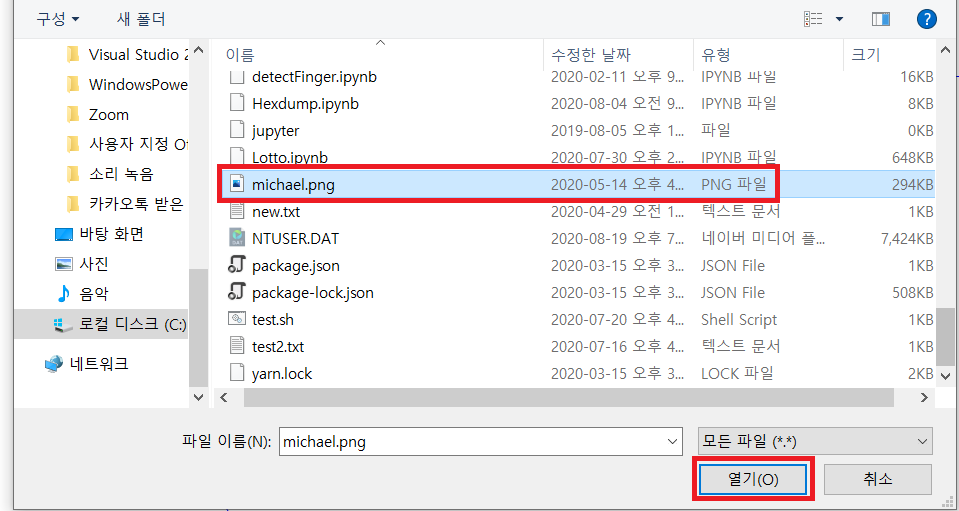 구성 새 폴더
이름 수정한 날짜 유형 크기
Visual Studio 2
WindowsPowe
Zoom
사용자 지정 Of
소리 녹음
카카오톡 받은
바탕 화면
사진
음악
로컬 디스크 (C:)
네트워크
detectFinger.ipynb 2020-02-11 오후 9... IPYNB 파일 16KB
Hexdump.ipynb 2020-08-04 오전 9... IPYNB 파일 8KB
jupyter 2019-08-05 오후 1... 파일 0KB
Lotto.ipynb 2020-07-30 오후 2... IPYNB 파일 648KB
michael.png 2020-05-14 오후 4... PNG 파일 294KB
new.txt 2020-04-29 오전 1... 텍스트 문서 1KB
NTUSER.DAT 2020-08-19 오후 7... 네이버 미디어 플... 7,424KB
package.json 2020-03-15 오후 3... JSON File 1KB
package-lock.json 2020-03-15 오후 3... JSON File 508KB
test.sh 2020-07-20 오후 4... Shell Script 1KB
test2.txt 2020-07-16 오후 4... 텍스트 문서 1KB
yarn.lock 2020-03-15 오후 3... LOCK 파일 2KB
파일 이름(N): michael.png 모든 파일 (*.*)
열기(O) 취소